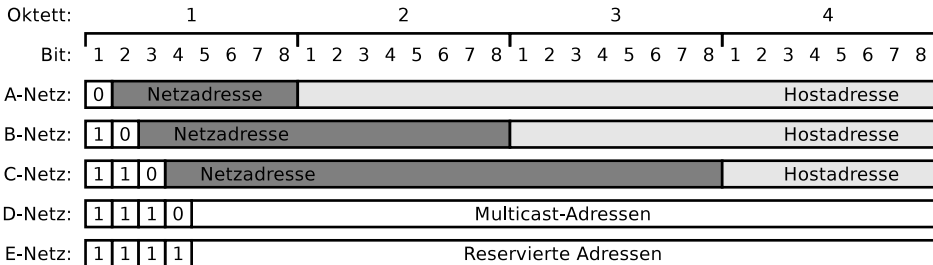 Oktett: 1 2 3 4
Bit: 1 2 3 4 5 6 7 8 1 2 3 4 5 6 7 8 1 2 3 4 5 6 7 8 1 2 3 4 5 6 7 8
A-Netz: 0 Netzadresse Hostadresse
B-Netz: 1 0 Netzadresse Hostadresse
C-Netz: 1 1 0 Netzadresse Hostadresse
D-Netz: 1 1 1 0 Multicast-Adressen
E-Netz: 1 1 1 1 Reservierte Adressen